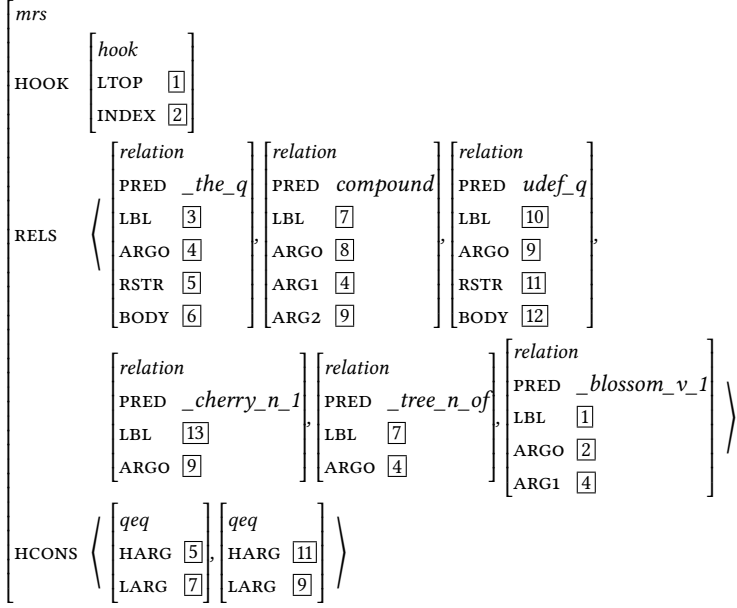 mrs
HOOK hook
LTOP 1
INDEX 2
RELS ⟨ relation relation relation
PRED _the_q , PRED compound , PRED udef_q ,
LBL 3 LBL 7 LBL 10
ARG0 4 ARG0 8 ARG0 9
RSTR 5 ARG1 4 RSTR 11
BODY 6 ARG2 9 BODY 12
relation relation relation
PRED _cherry_n_1 , PRED _tree_n_of , PRED _blossom_v_1 ⟩
LBL 13 LBL 7 LBL 1
ARG0 9 ARG0 4 ARG0 2
ARG1 4
HCONS ⟨ qeq qeq
HARG 5 , HARG 11 ⟩
LARG 7 LARG 9